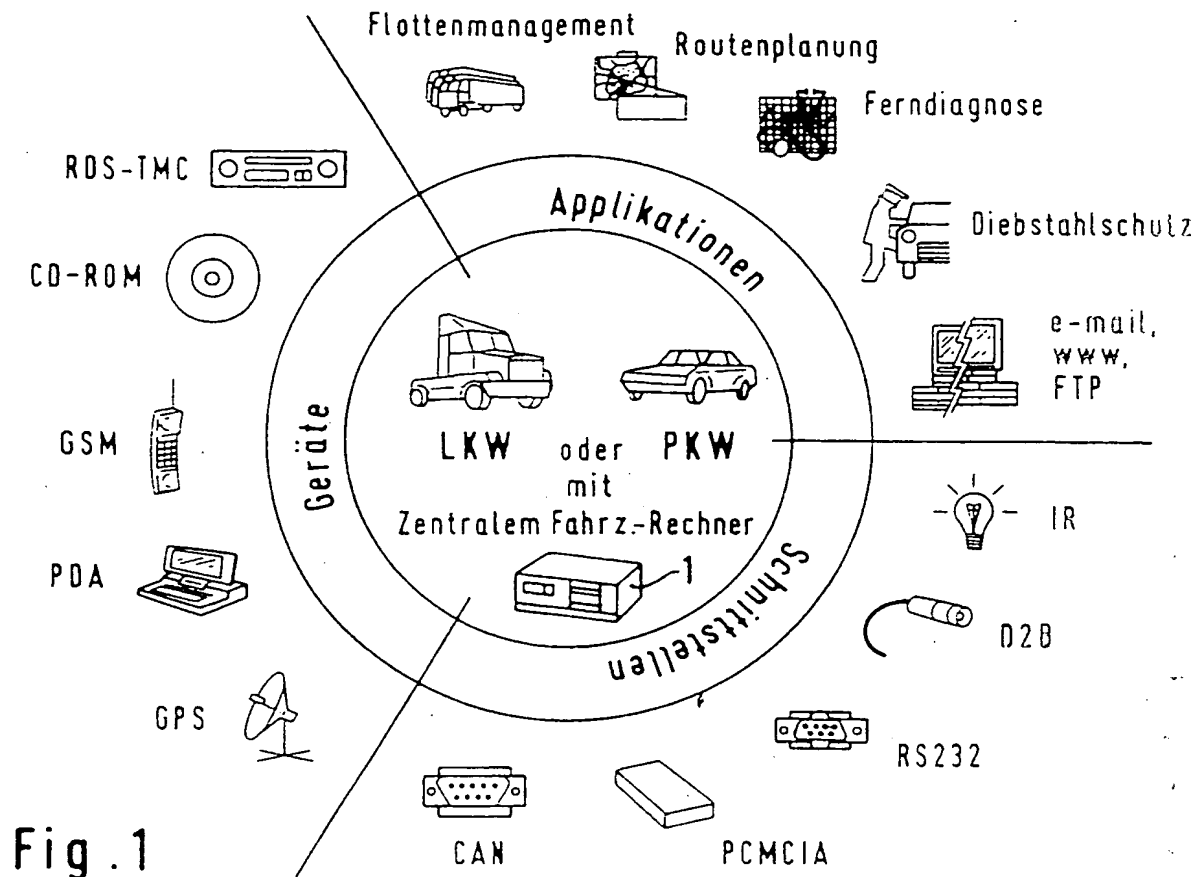 Flottenmanagement
Routenplanung
Ferndiagnose
Diebstahlschutz
e-mail,
www,
FTP
RDS-TMC
CD-ROM
GSM
PDA
GPS
Applikationen
Geräte
Schnittstellen
LKW oder PKW
mit
Zentralem Fahrz.-Rechner
1
IR
D2B
RS232
PCMCIA
CAN
Fig.1